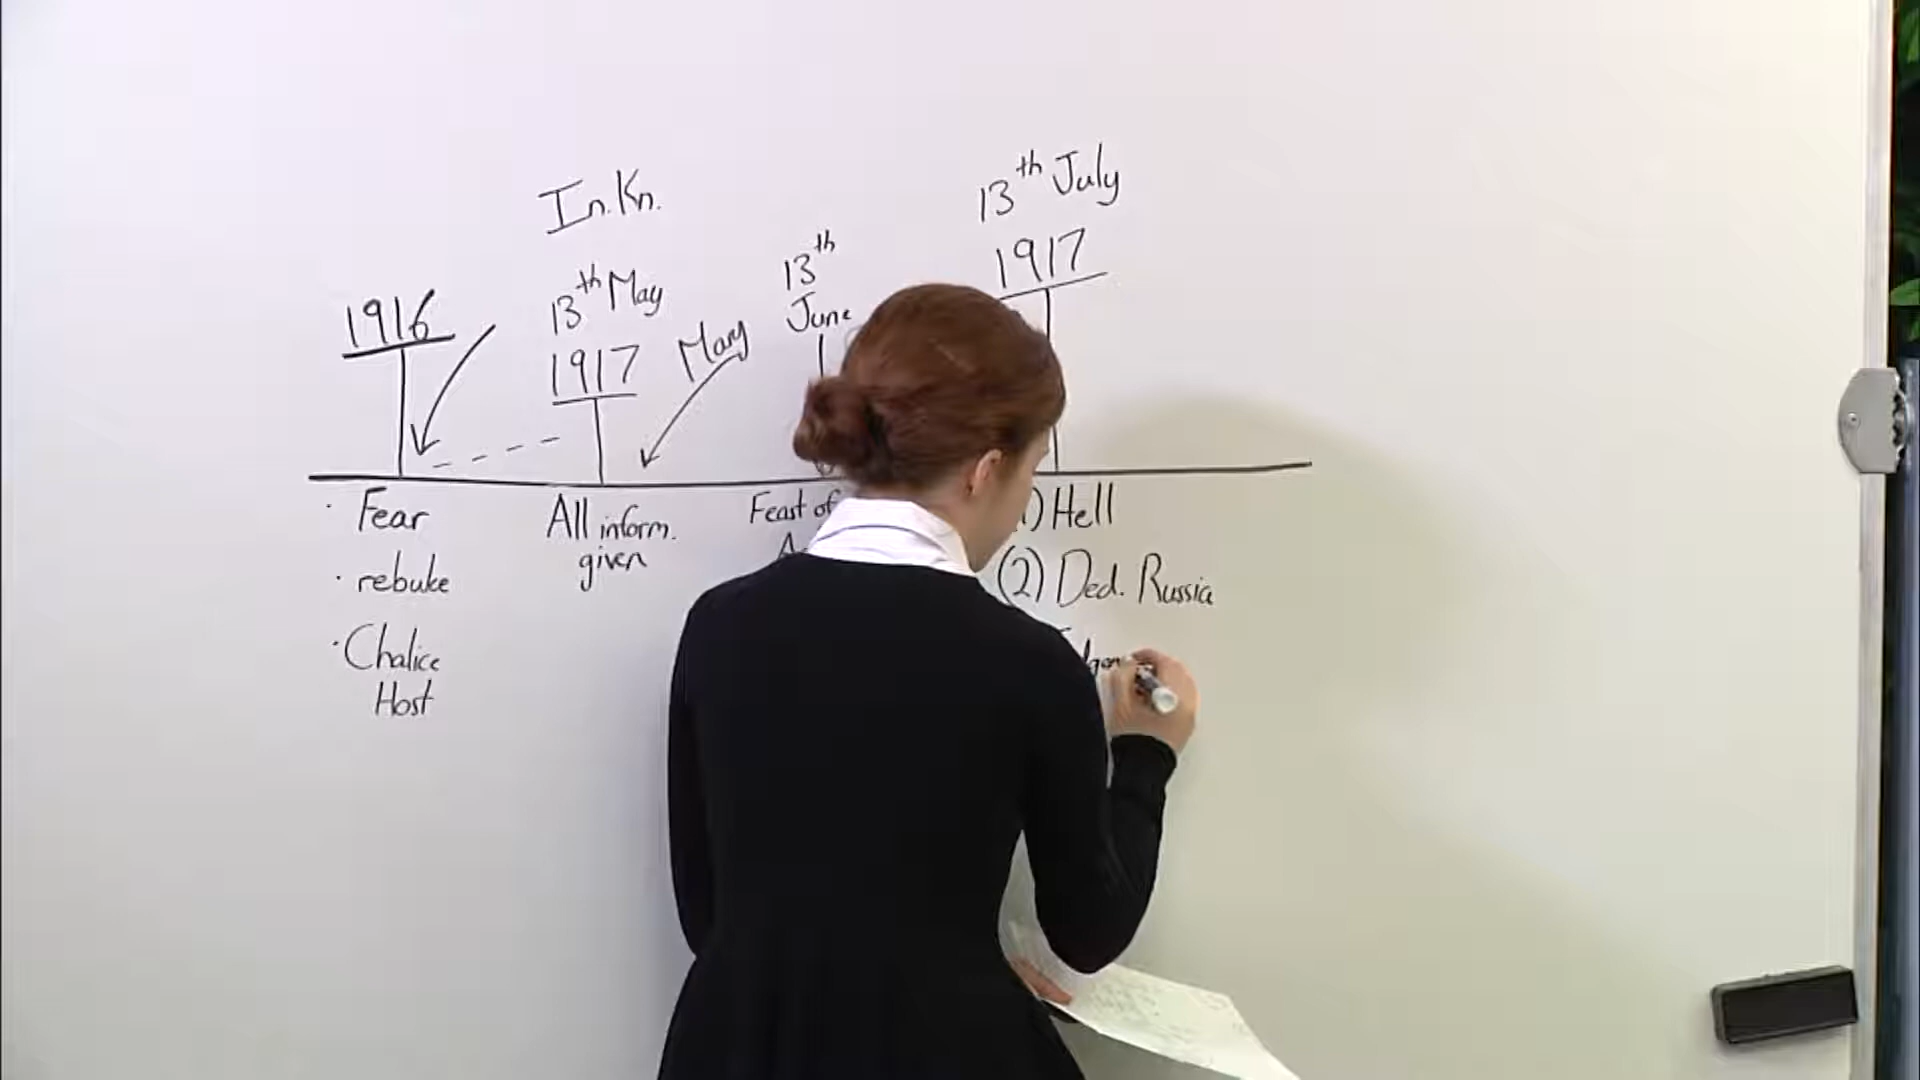 In. Kn.
1916
13th May
1917
Mary
13th
June
13th July
1917
· Fear
· rebuke
· Chalice
Host
All inform.
given
Feast of
) Hell
(2) Ded. Russia